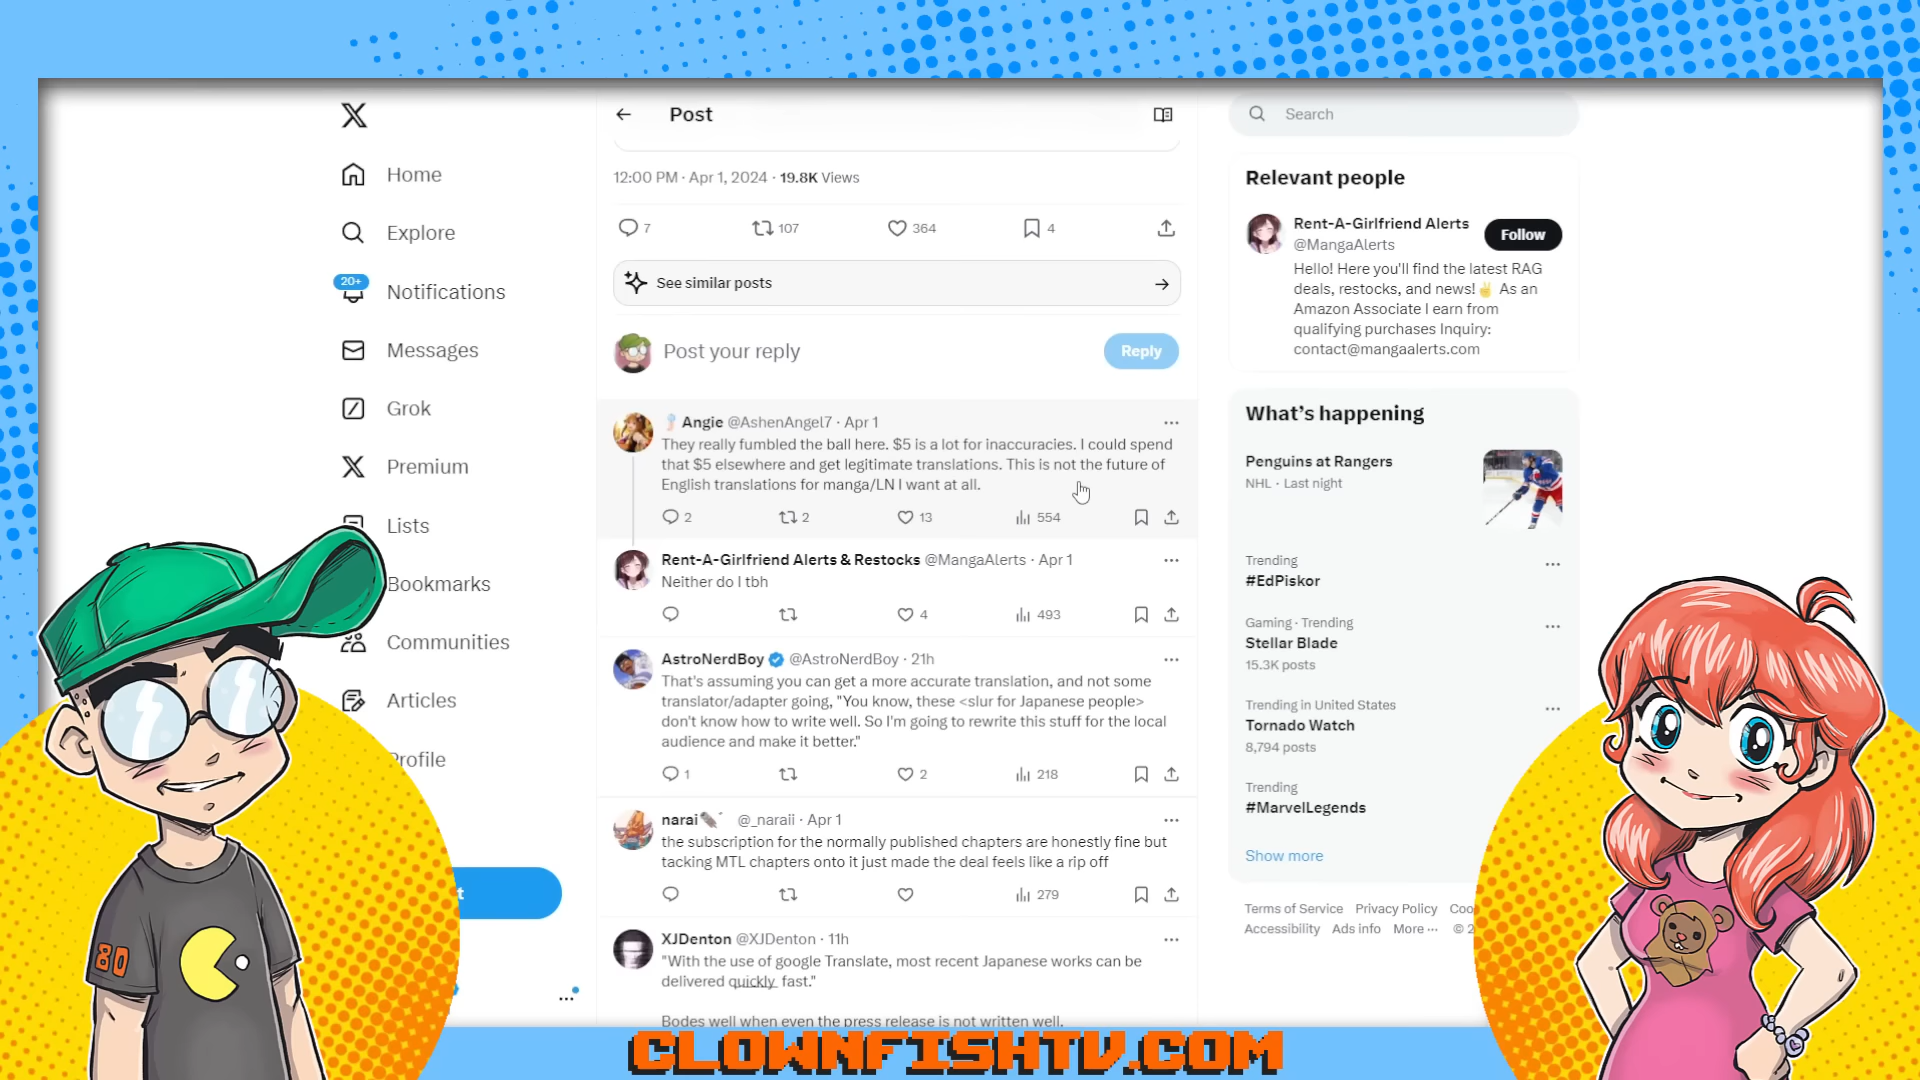 Home
Explore
20+
Notifications
Messages
Grok
Premium
Lists
Bookmarks
Communities
Articles
Profile
Post
12:00 PM · Apr 1, 2024 · 19.8K Views
7 107 364 4
See similar posts
Post your reply
Reply
Angie @AshenAngel7 · Apr 1
They really fumbled the ball here. $5 is a lot for inaccuracies. I could spend
that $5 elsewhere and get legitimate translations. This is not the future of
English translations for manga/LN I want at all.
2 2 13 554
Rent-A-Girlfriend Alerts & Restocks @MangaAlerts · Apr 1
Neither do I tbh
4 493
AstroNerdBoy @AstroNerdBoy · 21h
That's assuming you can get a more accurate translation, and not some
translator/adapter going, "You know, these <slur for Japanese people>
don't know how to write well. So I'm going to rewrite this stuff for the local
audience and make it better."
1 2 218
narai @_naraii · Apr 1
the subscription for the normally published chapters are honestly fine but
tacking MTL chapters onto it just made the deal feels like a rip off
279
XJDenton @XJDenton · 11h
"With the use of google Translate, most recent Japanese works can be
delivered quickly fast."
Bodes well when even the press release is not written well.
Search
Relevant people
Rent-A-Girlfriend Alerts
@MangaAlerts
Follow
Hello! Here you'll find the latest RAG
deals, restocks, and news!✌ As an
Amazon Associate I earn from
qualifying purchases Inquiry:
contact@mangaalerts.com
What's happening
Penguins at Rangers
NHL · Last night
Trending
#EdPiskor
Gaming · Trending
Stellar Blade
15.3K posts
Trending in United States
Tornado Watch
8,794 posts
Trending
#MarvelLegends
Show more
Terms of Service Privacy Policy Coo
Accessibility Ads info More ··· © 2
80
CLOWNFISHTV.COM